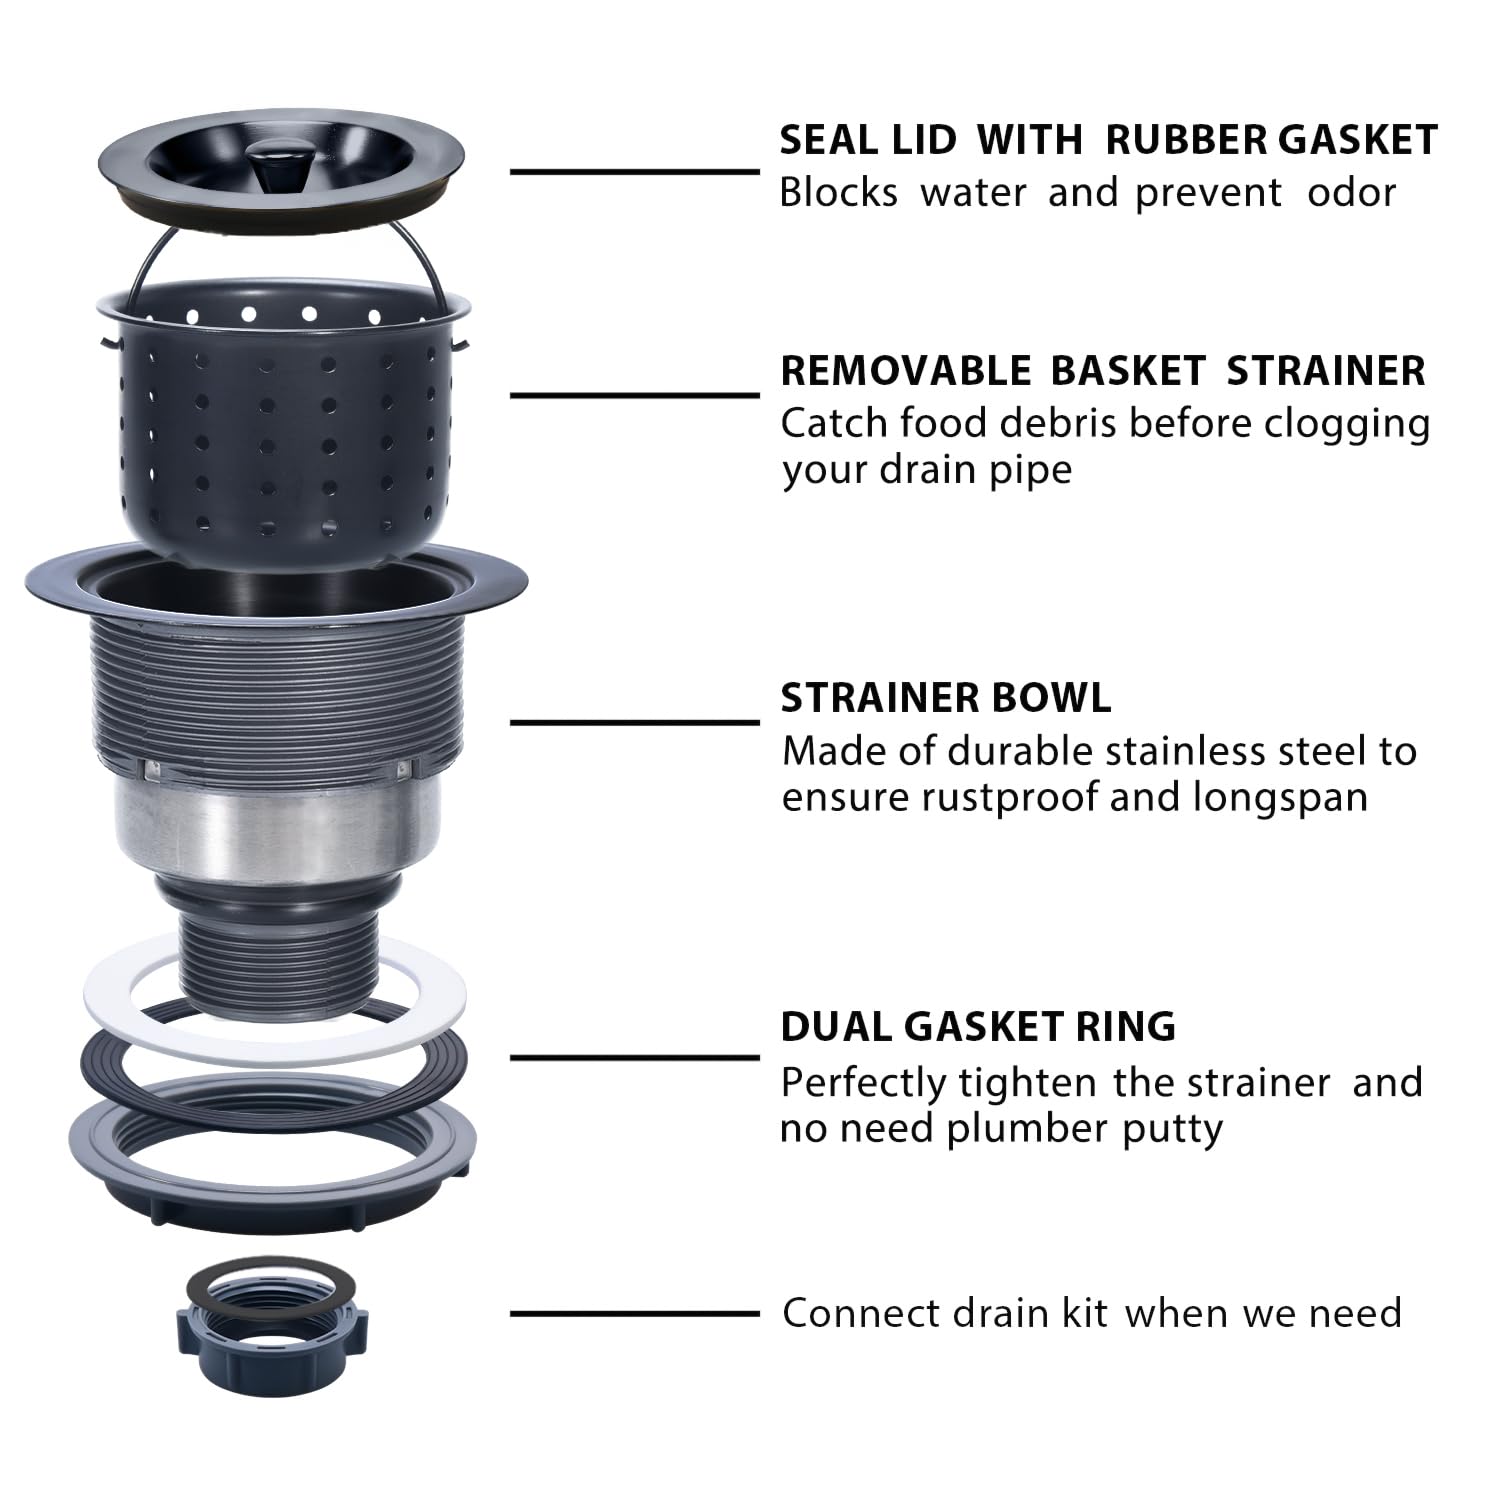 SEAL LID WITH RUBBER GASKET
Blocks water and prevent odor
REMOVABLE BASKET STRAINER
Catch food debris before clogging
your drain pipe
STRAINER BOWL
Made of durable stainless steel to
ensure rustproof and longspan
DUAL GASKET RING
Perfectly tighten the strainer and
no need plumber putty
Connect drain kit when we need